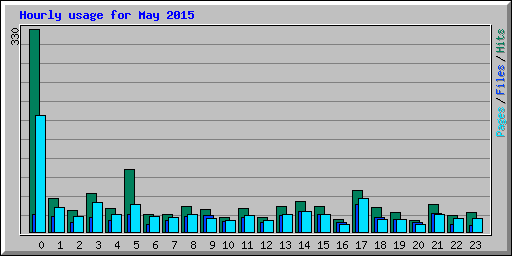 Hourly usage for May 2015
330
Pages / Files / Hits
0 1 2 3 4 5 6 7 8 9 10 11 12 13 14 15 16 17 18 19 20 21 22 23